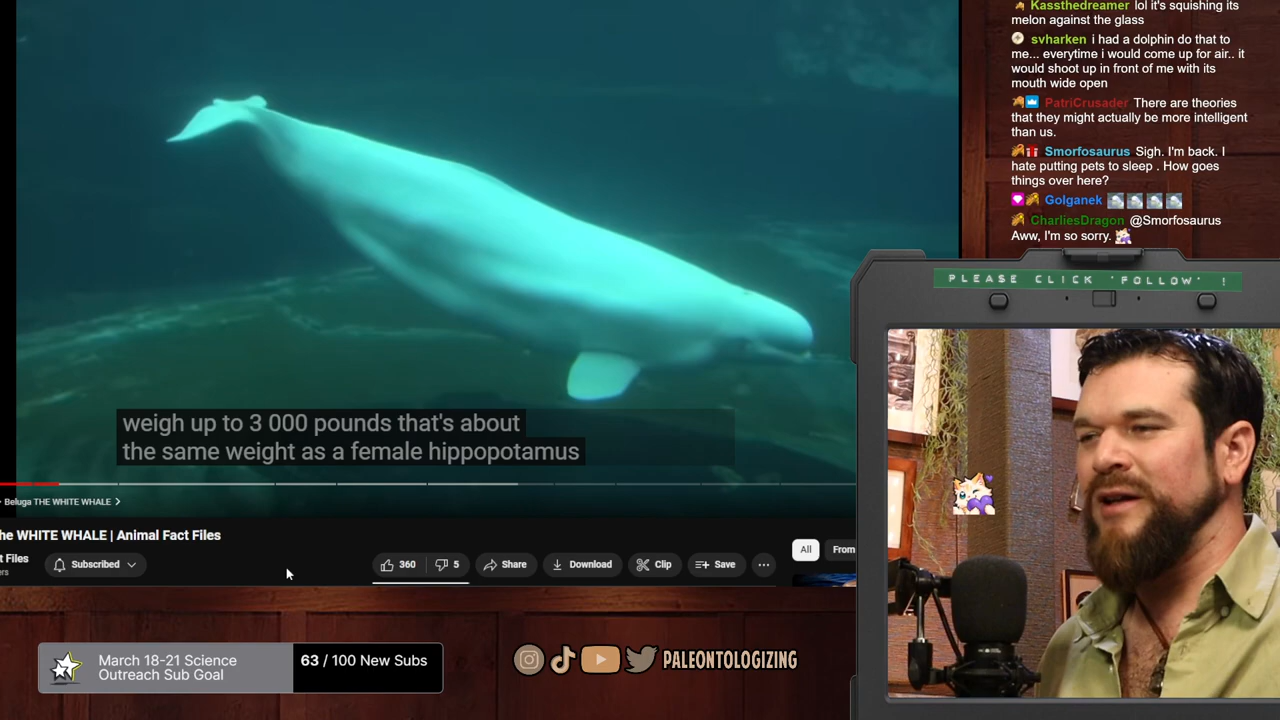 Kassthedreamer lol it's squishing its
melon against the glass
svharken i had a dolphin do that to
me... everytime i would come up for air.. it
would shoot up in front of me with its
mouth wide open
PatriCrusader There are theories
that they might actually be more intelligent
than us.
Smorfosaurus Sigh. I'm back. I
hate putting pets to sleep . How goes
things over here?
Golganek
CharliesDragon @Smorfosaurus
Aww, I'm so sorry.
PLEASE CLICK 'FOLLOW' !
weigh up to 3 000 pounds that's about
the same weight as a female hippopotamus
Beluga THE WHITE WHALE >
he WHITE WHALE | Animal Fact Files
t Files
ers
Subscribed
360
5
Share
Download
Clip
Save
All
From
March 18-21 Science
Outreach Sub Goal
63 / 100 New Subs
PALEONTOLOGIZING